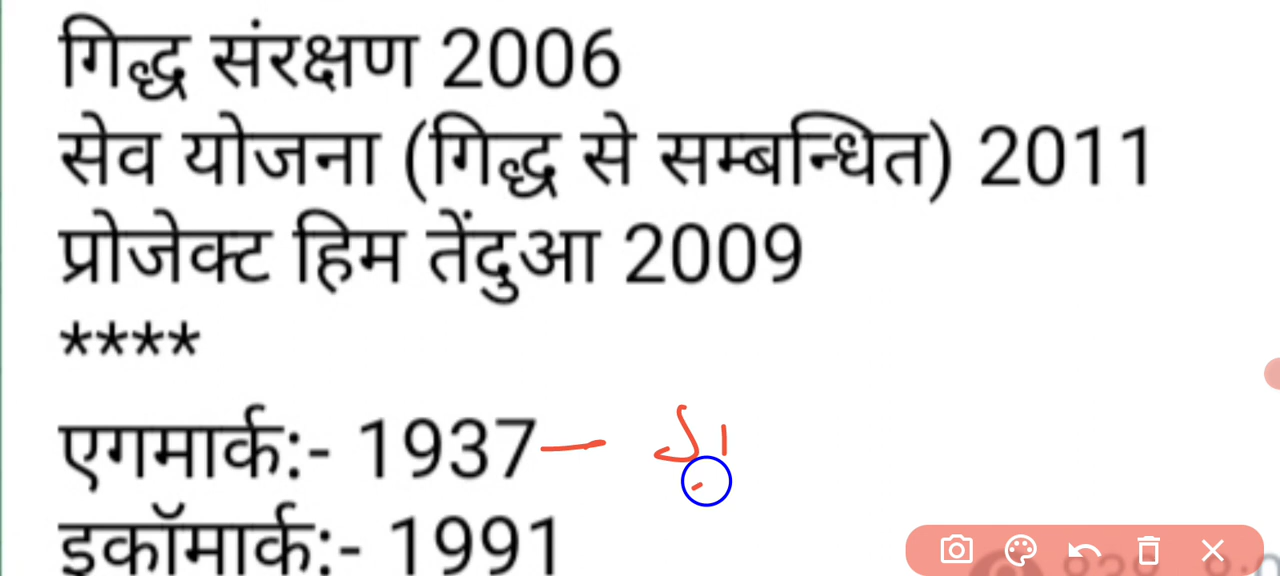 गिद्ध संरक्षण 2006
सेव योजना (गिद्ध से सम्बन्धित) 2011
प्रोजेक्ट हिम तेंदुआ 2009
****
एगमार्क:- 1937
इकॉमार्क:- 1991